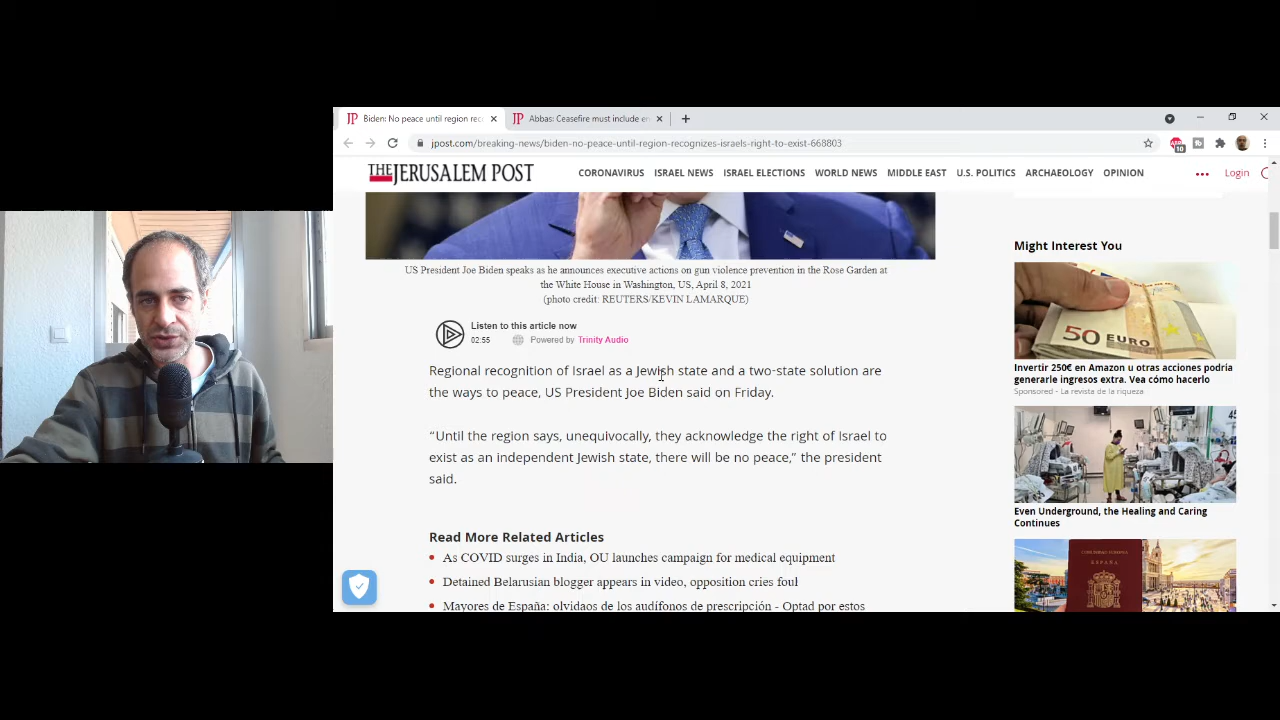 Biden: No peace until region rec
Abbas: Ceasefire must include en
jpost.com/breaking-news/biden-no-peace-until-region-recognizes-israels-right-to-exist-668803
10
THE JERUSALEM POST
CORONAVIRUS ISRAEL NEWS ISRAEL ELECTIONS WORLD NEWS MIDDLE EAST U.S. POLITICS ARCHAEOLOGY OPINION
Login
US President Joe Biden speaks as he announces executive actions on gun violence prevention in the Rose Garden at
the White House in Washington, US, April 8, 2021
(photo credit: REUTERS/KEVIN LAMARQUE)
Listen to this article now
02:55 Powered by Trinity Audio
Regional recognition of Israel as a Jewish state and a two-state solution are
the ways to peace, US President Joe Biden said on Friday.
“Until the region says, unequivocally, they acknowledge the right of Israel to
exist as an independent Jewish state, there will be no peace,” the president
said.
Read More Related Articles
As COVID surges in India, OU launches campaign for medical equipment
Detained Belarusian blogger appears in video, opposition cries foul
Mayores de España: olvidaos de los audífonos de prescripción - Optad por estos
Might Interest You
50 EURO
Invertir 250€ en Amazon u otras acciones podria
generarle ingresos extra. Vea cómo hacerlo
Sponsored - La revista de la riqueza
Even Underground, the Healing and Caring
Continues